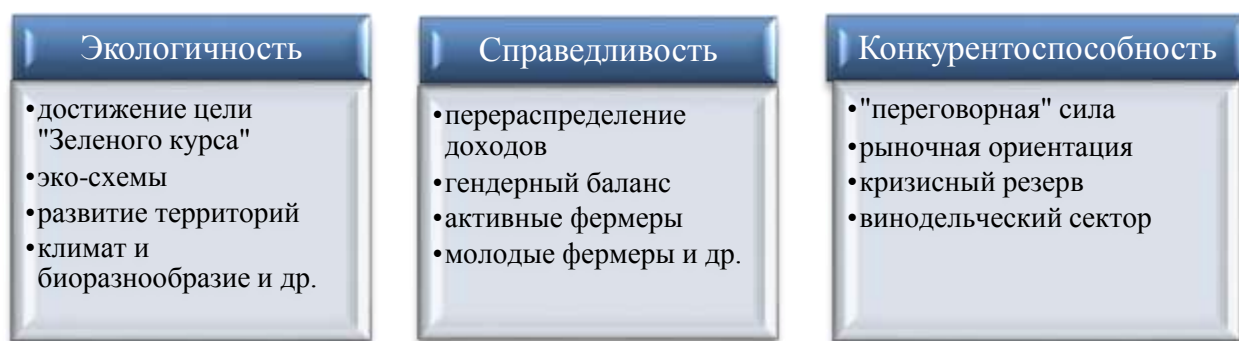 Экологичность
•достижение цели
"Зеленого курса"
•эко-схемы
•развитие территорий
•климат и
биоразнообразие и др.
Справедливость
•перераспределение
доходов
•гендерный баланс
•активные фермеры
•молодые фермеры и др.
Конкурентоспособность
•"переговорная" сила
•рыночная ориентация
•кризисный резерв
•винодельческий сектор